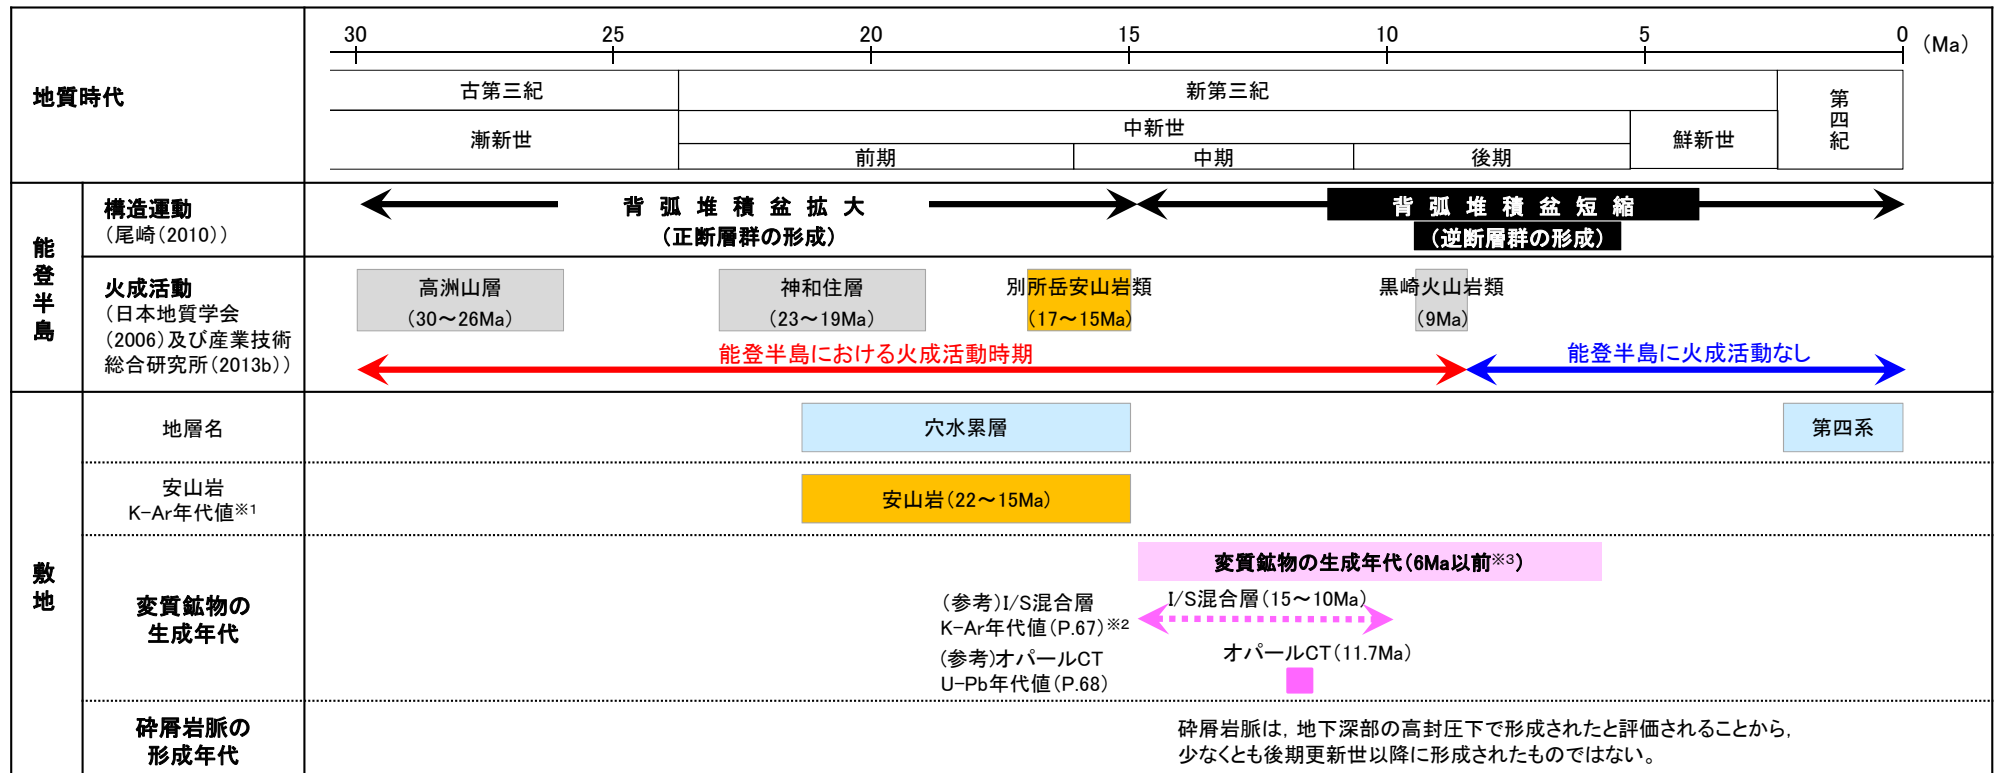 30 25 20 15 10 5 0 (Ma)
地質時代
古第三紀 新第三紀 第四紀
漸新世 中新世 鮮新世
前期 中期 後期
能登半島
構造運動
(尾崎(2010))
背弧堆積盆拡大
(正断層群の形成)
背弧堆積盆短縮
(逆断層群の形成)
火成活動
(日本地質学会
(2006)及び産業技術
総合研究所(2013b))
高洲山層
(30～26Ma)
神和住層
(23～19Ma)
別所岳安山岩類
(17～15Ma)
黒崎火山岩類
(9Ma)
能登半島における火成活動時期
能登半島に火成活動なし
敷地
地層名
穴水累層
第四系
安山岩
K-Ar年代値※1
安山岩(22～15Ma)
変質鉱物の
生成年代
変質鉱物の生成年代(6Ma以前※3)
(参考)I/S混合層
K-Ar年代値(P.67)※2
I/S混合層(15～10Ma)
(参考)オパールCT
U-Pb年代値(P.68)
オパールCT(11.7Ma)
砕屑岩脈の
形成年代
砕屑岩脈は，地下深部の高封圧下で形成されたと評価されることから，
少なくとも後期更新世以降に形成されたものではない。